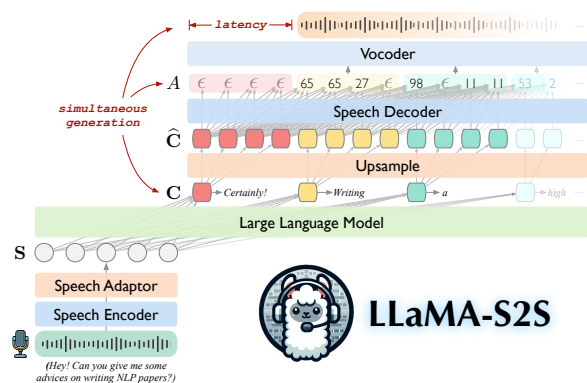 latency
...
Vocoder
A ϵ ϵ ϵ ϵ 65 65 27 ϵ 98 ϵ 11 11 53 2 ...
simultaneous
generation
Speech Decoder
Ĉ ...
Upsample
C Certainly! Writing a high ...
Large Language Model
S
Speech Adaptor
Speech Encoder
LLaMA-S2S
(Hey! Can you give me some
advices on writing NLP papers?)